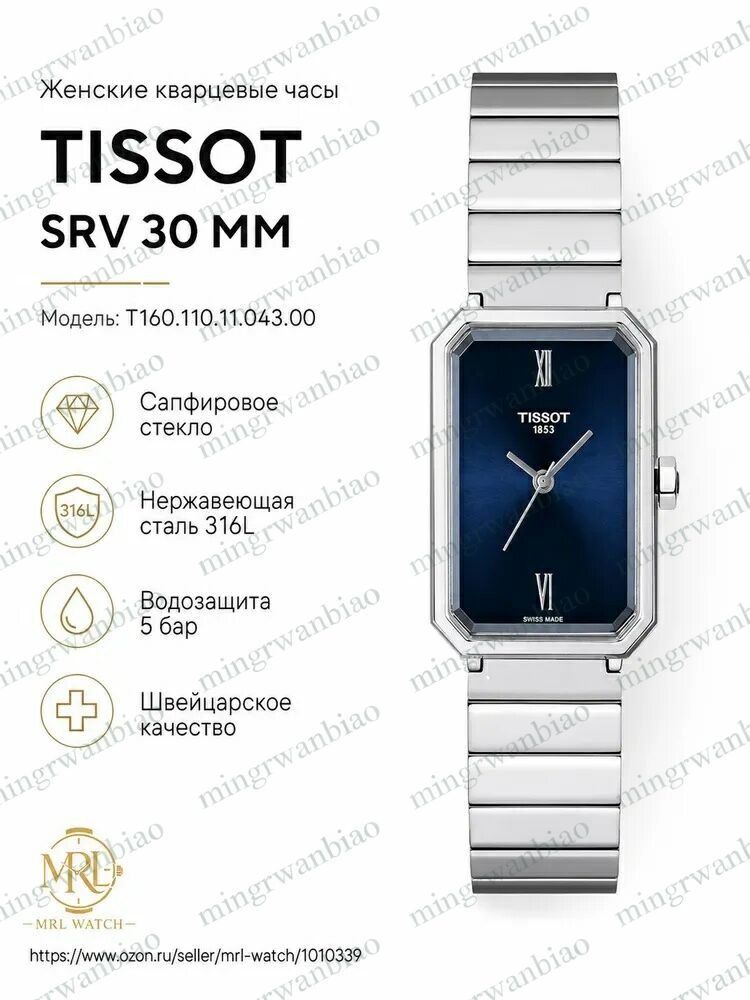 Женские кварцевые часы
TISSOT
SRV 30 MM
Модель: T160.110.11.043.00
Сапфировое
стекло
316L
Нержавеющая
сталь 316L
Водозащита
5 бар
Швейцарское
качество
XII
TISSOT
1853
VI
SWISS MADE
MRL
MRL WATCH
https://www.ozon.ru/seller/mrl-watch/1010339
mingrwanbiao